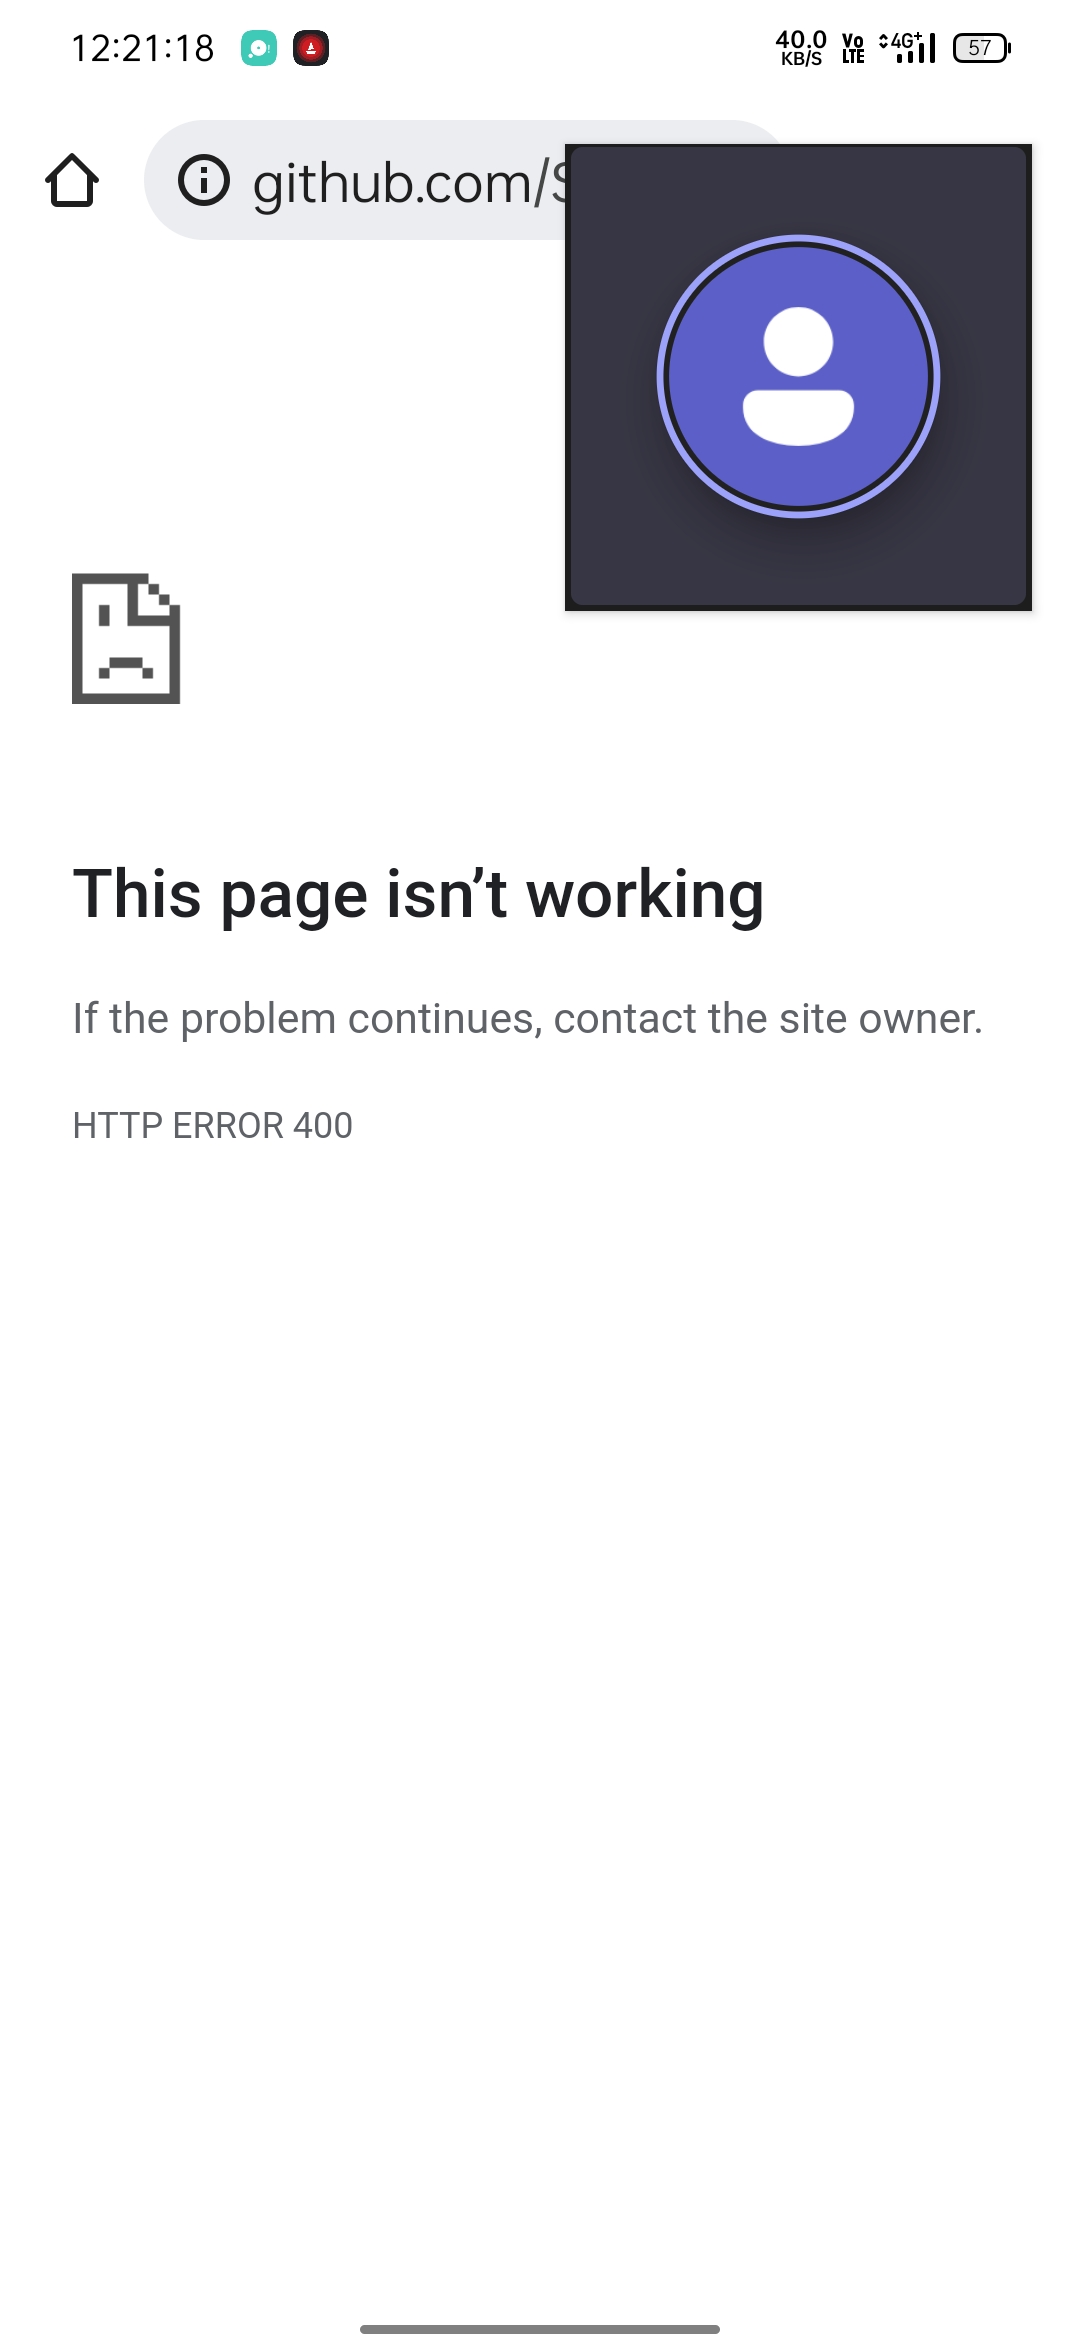 12:21:18 40.0 KB/S Vo LTE 4G+ 57
github.com/
This page isn’t working
If the problem continues, contact the site owner.
HTTP ERROR 400